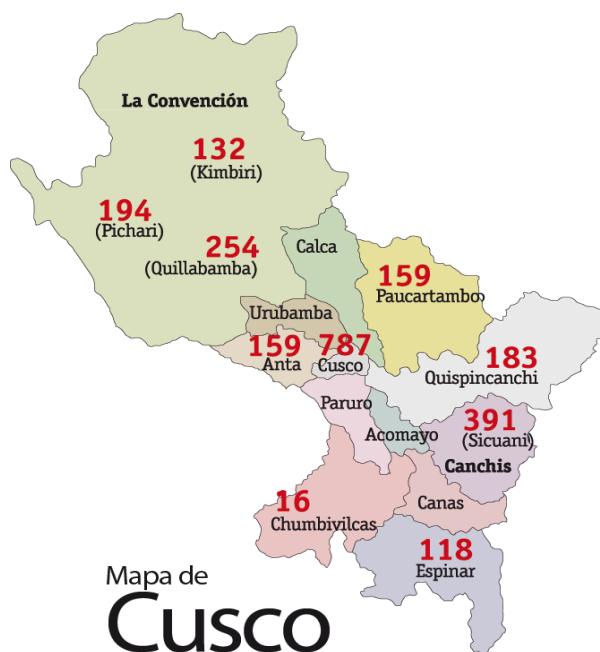 La Convención
132
(Kimbiri)
194
(Pichari)
254
(Quillabamba)
Calca
159
Paucartambo
Urubamba
159
Anta
787
Cusco
183
Quispincanchi
Paruro
Acomayo
391
(Sicuani)
Canchis
16
Chumbivilcas
Canas
118
Espinar
Mapa de
Cusco